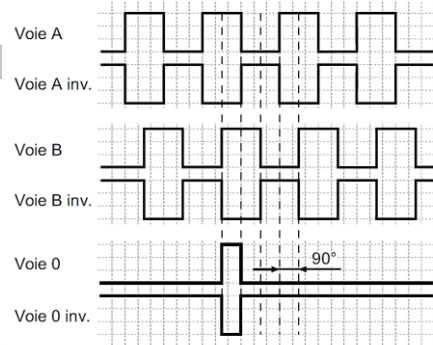 Voie A
Voie A inv.
Voie B
Voie B inv.
Voie 0
90°
Voie 0 inv.